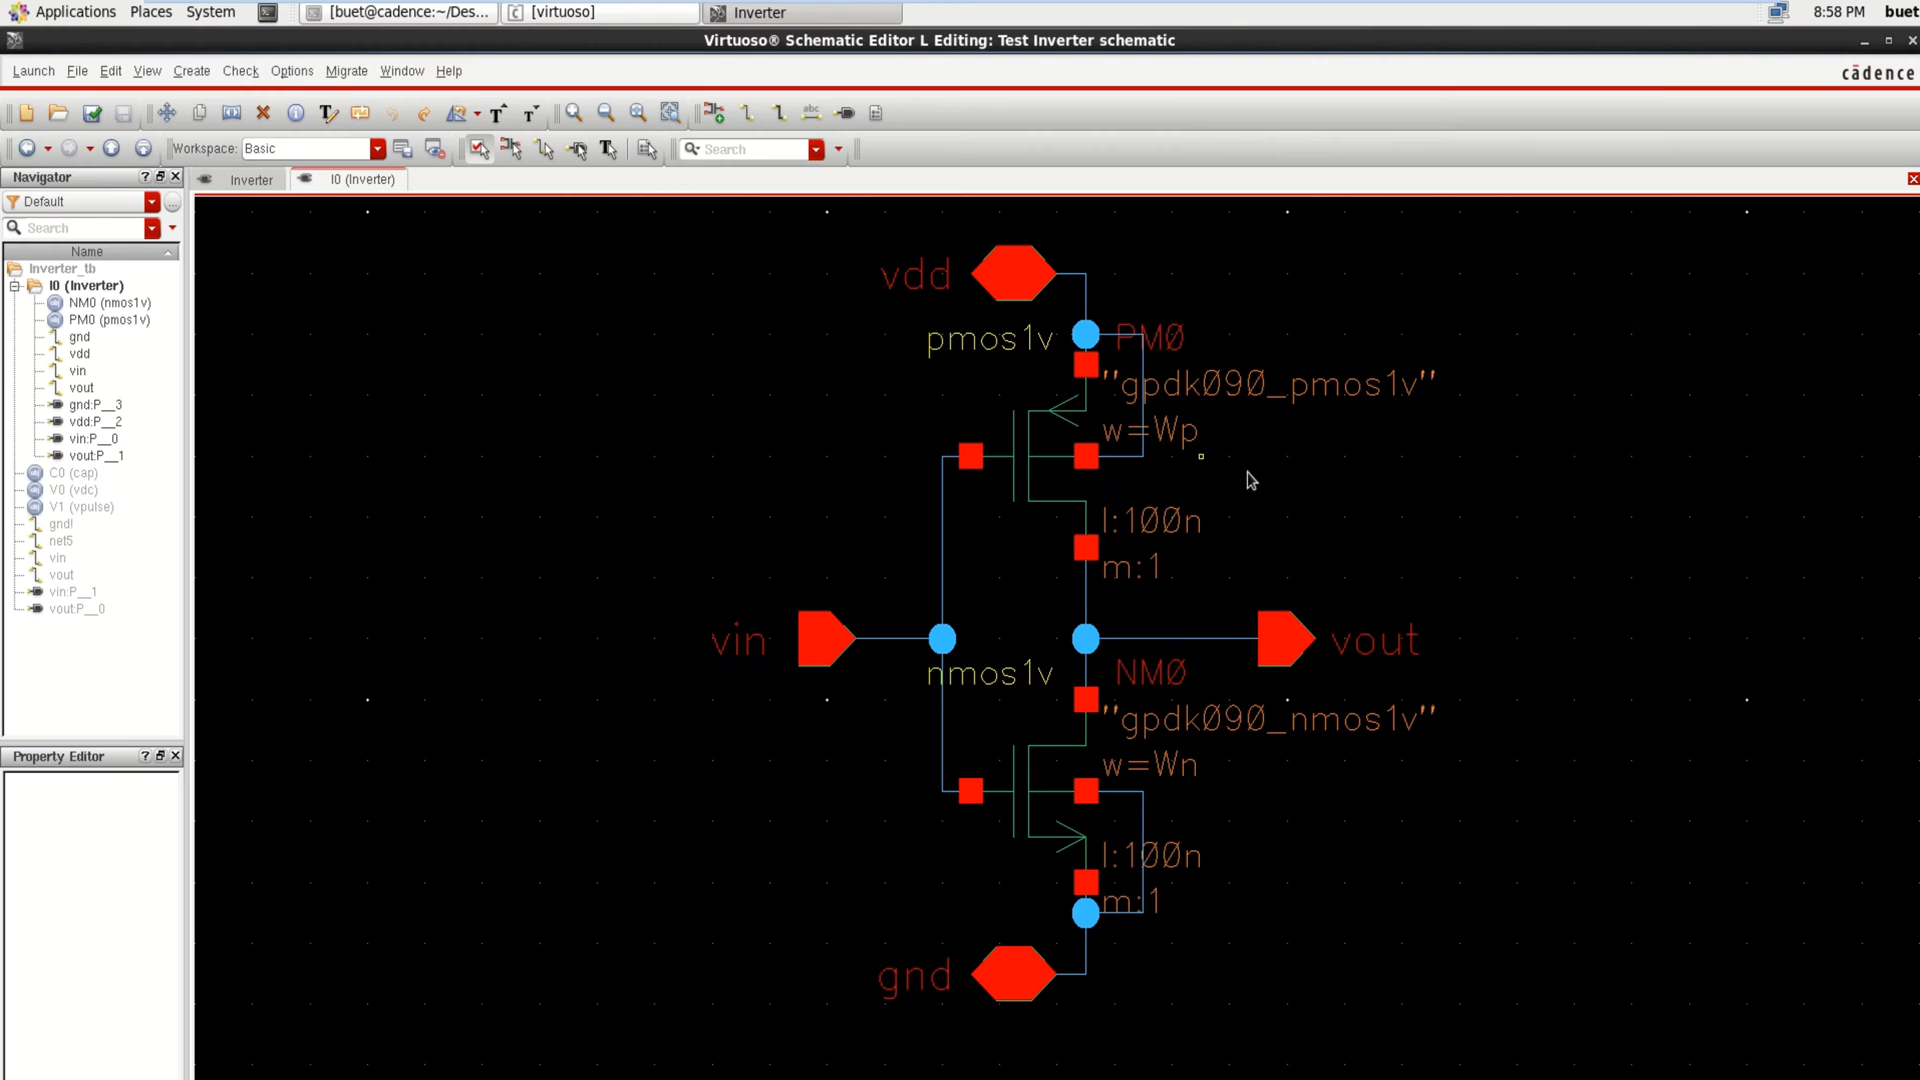 Applications Places System [buet@cadence:~/Des... [virtuoso] Inverter 8:58 PM buet
Virtuoso® Schematic Editor L Editing: Test Inverter schematic
Launch File Edit View Create Check Options Migrate Window Help cādence
Workspace: Basic Search
Navigator
Inverter I0 (Inverter)
Default
Search
Name
Inverter_tb
I0 (Inverter)
NM0 (nmos1v)
PM0 (pmos1v)
gnd
vdd
vin
vout
gnd:P__3
vdd:P__2
vin:P__0
vout:P__1
C0 (cap)
V0 (vdc)
V1 (vpulse)
gnd!
net5
vin
vout
vin:P__1
vout:P__0
Property Editor
vdd
pmos1v PM0
"gpdk090_pmos1v"
w=Wp
l:100n
m:1
vin vout
nmos1v NM0
"gpdk090_nmos1v"
w=Wn
l:100n
m:1
gnd